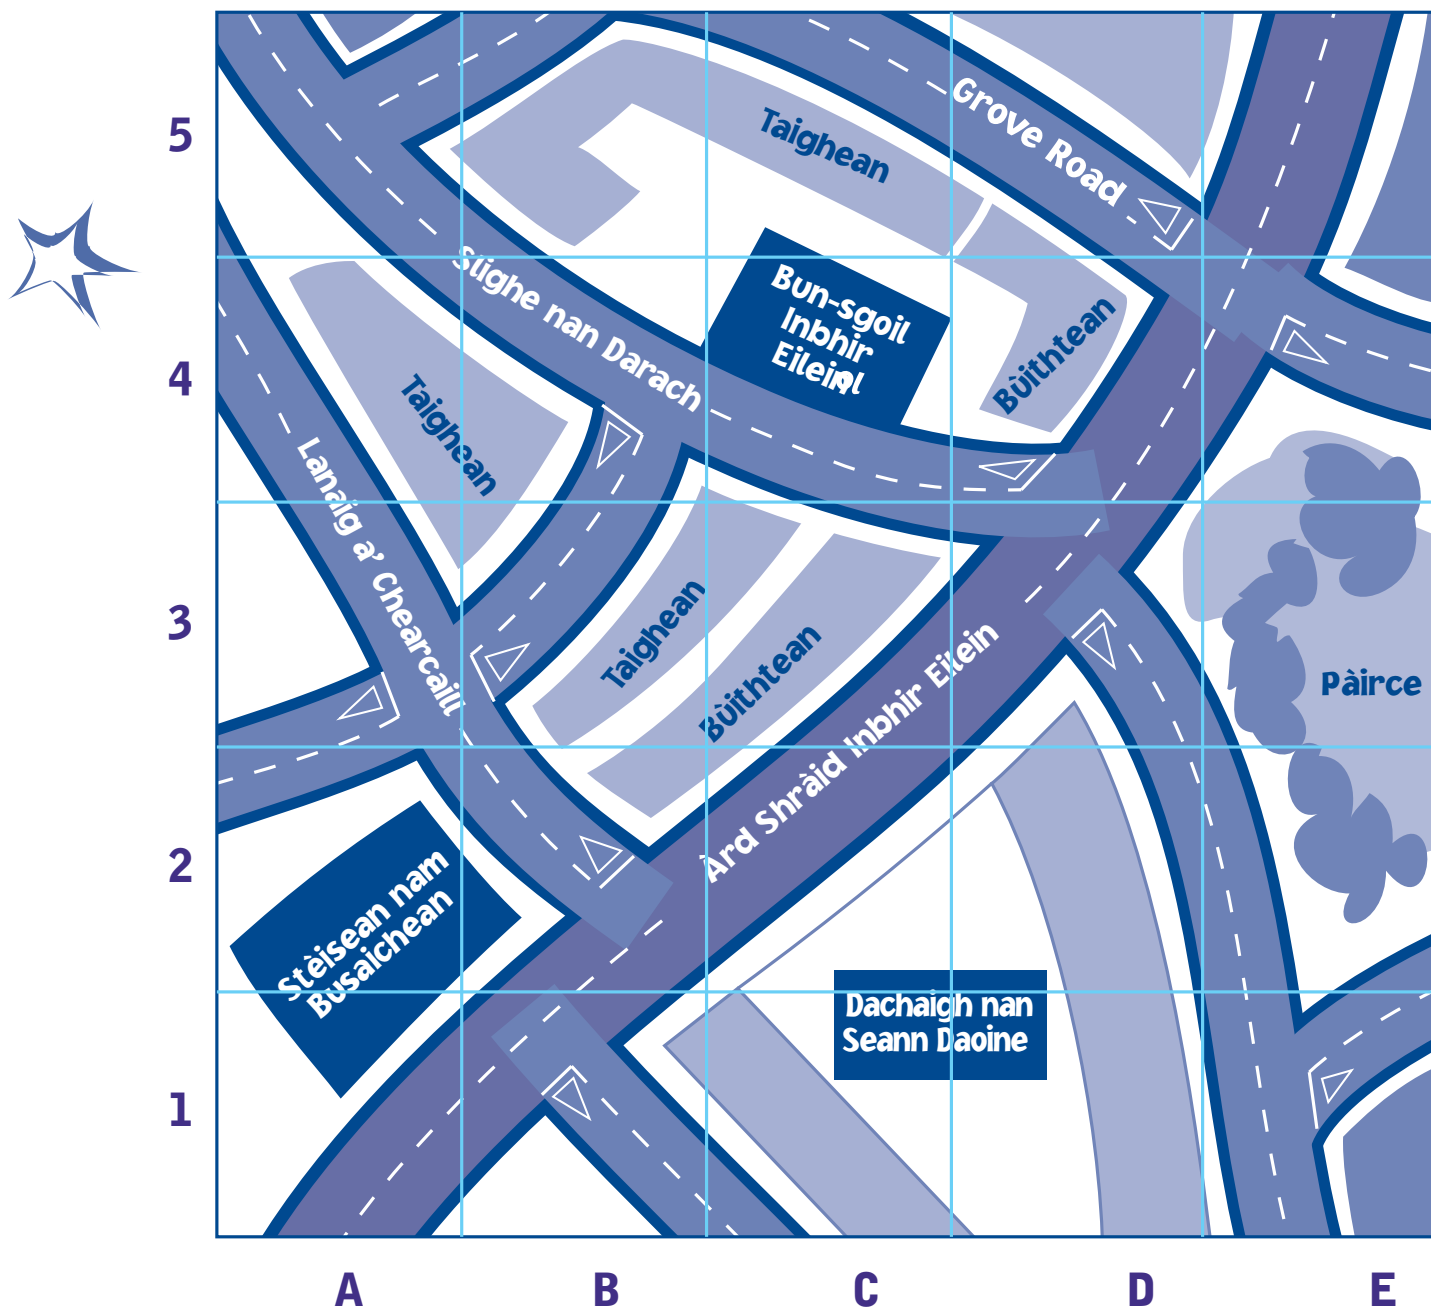 5
Grove Road
Taighean
Slighe nan Darach
Bun-sgoil
Inbhir
Bùithtean
4
Taighean
Lanaig a' Chearcaill
3
Taighean
Bùithtean
Àrd Shràid Inbhir Eilein
Pàirce
2
Stèisean nam
Busaichean
Dachaigh nan
Seann Daoine
1
A
B
C
D
E